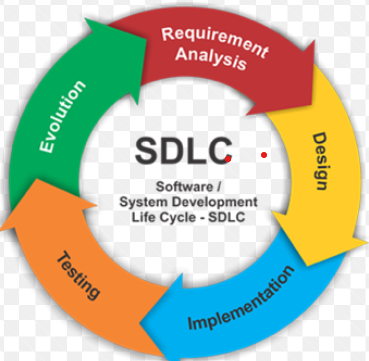 Requirement
Analysis
Design
Implementation
Testing
Evolution
SDLC
Software /
System Development
Life Cycle - SDLC